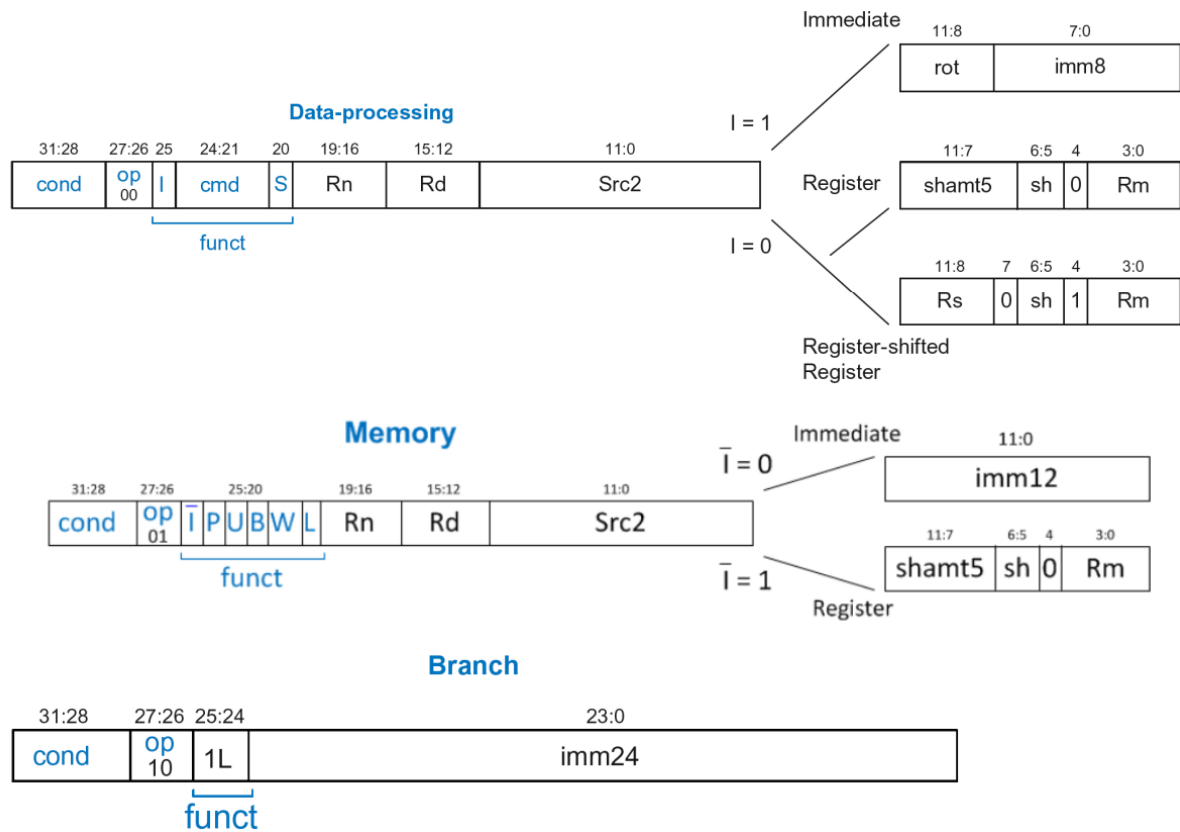 Immediate
11:8 7:0
rot imm8
Data-processing
I = 1
31:28 27:26 25 24:21 20 19:16 15:12 11:0
cond op 00 I cmd S Rn Rd Src2
funct
Register
11:7 6:5 4 3:0
shamt5 sh 0 Rm
I = 0
11:8 7 6:5 4 3:0
Rs 0 sh 1 Rm
Register-shifted
Register
Memory
Immediate
11:0
imm12
I̅ = 0
31:28 27:26 25:20 19:16 15:12 11:0
cond op 01 I̅ P U B W L Rn Rd Src2
funct
I̅ = 1
11:7 6:5 4 3:0
shamt5 sh 0 Rm
Register
Branch
31:28 27:26 25:24 23:0
cond op 10 1L imm24
funct